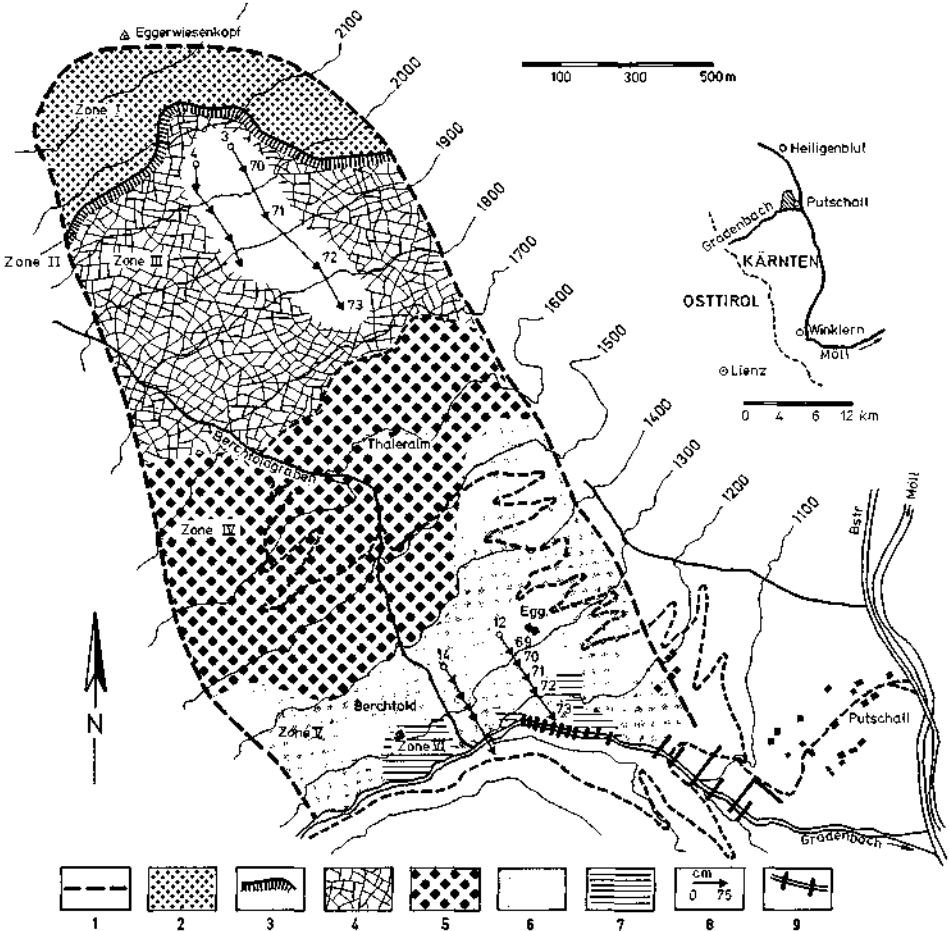 Eggerwiesenkopf
2100
2000
1900
1800
1700
1600
1500
1400
1300
1200
1100
100 300 500 m
Zone I
Zone II
Zone III
3
4
70
71
72
73
Heiligenblut
Putschall
Gradenbach
KÄRNTEN
OSTTIROL
Winklern
Möll
Lienz
0 4 6 12 km
Berchtoldgraben
Thaleralm
Zone IV
Bstr
Möll
Egg
12
69
70
71
72
73
14
Berchtold
Zone V
Zone VI
N
Putschall
Gradenbach
cm
0 75
1 2 3 4 5 6 7 8 9